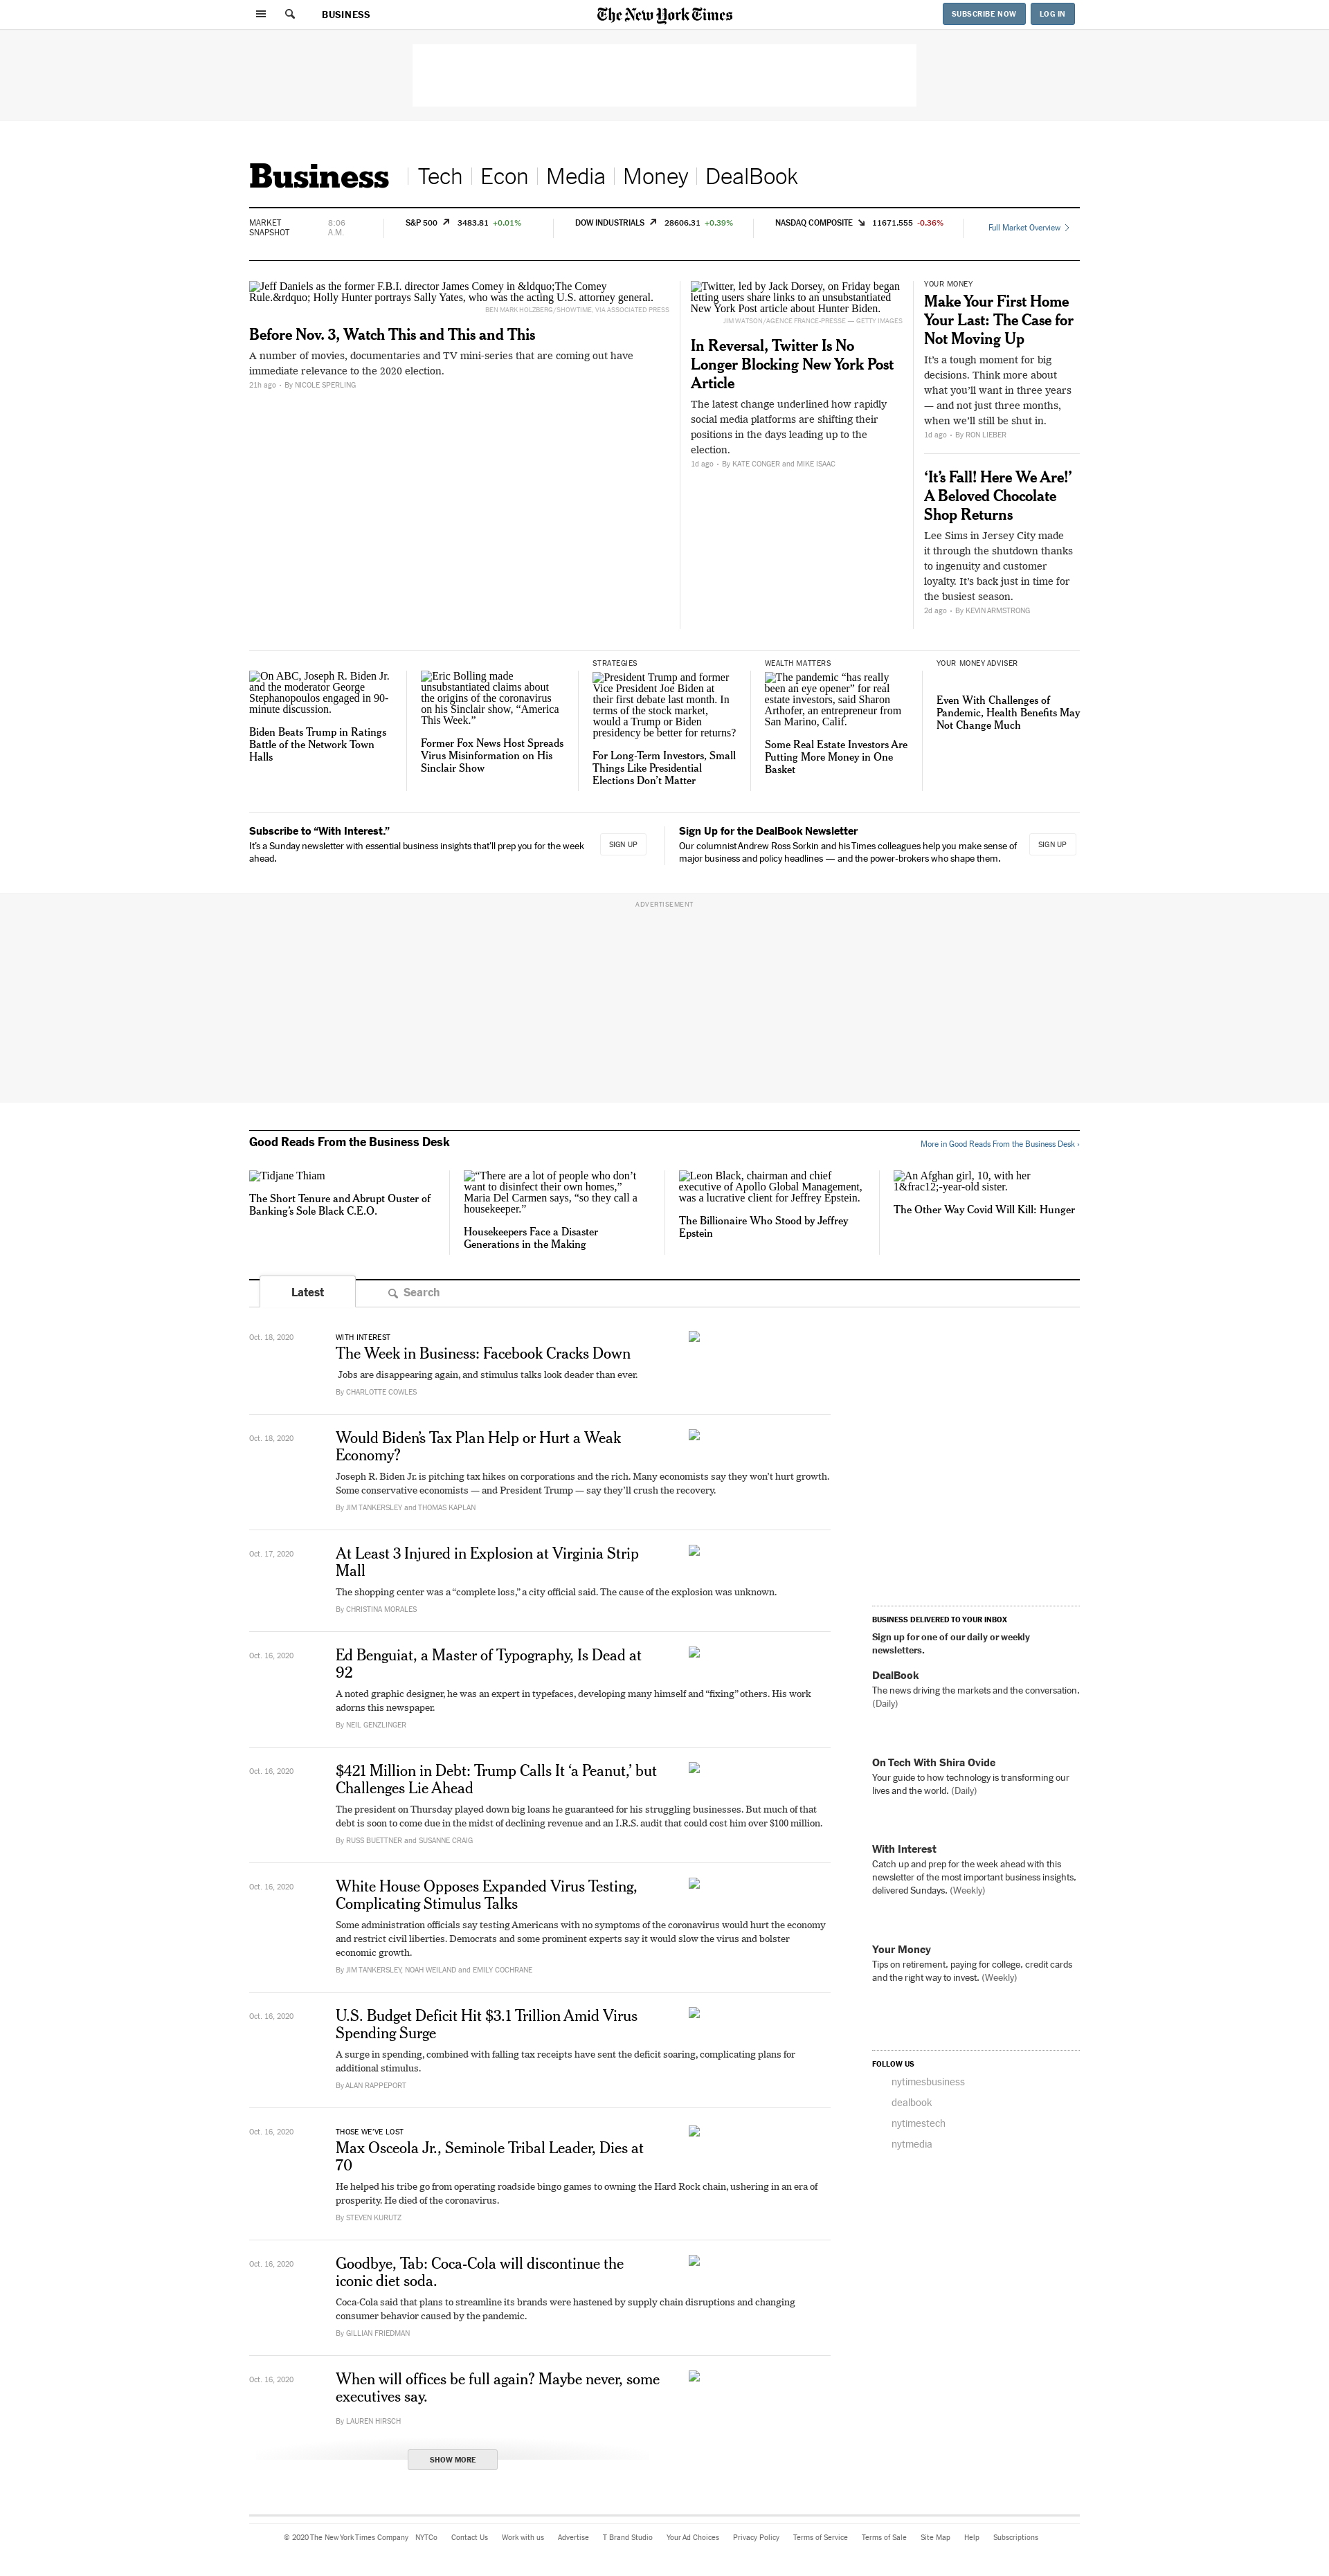 BUSINESS
The New York Times
SUBSCRIBE NOW
LOG IN
Business
Tech
Econ
Media
Money
DealBook
MARKET
SNAPSHOT
8:06
A.M.
S&P 500 3483.81 +0.01%
DOW INDUSTRIALS 28606.31 +0.39%
NASDAQ COMPOSITE 11671.555 -0.36%
Full Market Overview
Jeff Daniels as the former F.B.I. director James Comey in &ldquo;The Comey
Rule.&rdquo; Holly Hunter portrays Sally Yates, who was the acting U.S. attorney general.
BEN MARK HOLZBERG/SHOWTIME, VIA ASSOCIATED PRESS
Before Nov. 3, Watch This and This and This
A number of movies, documentaries and TV mini-series that are coming out have
immediate relevance to the 2020 election.
21h ago • By NICOLE SPERLING
Twitter, led by Jack Dorsey, on Friday began
letting users share links to an unsubstantiated
New York Post article about Hunter Biden.
JIM WATSON/AGENCE FRANCE-PRESSE — GETTY IMAGES
In Reversal, Twitter Is No
Longer Blocking New York Post
Article
The latest change underlined how rapidly
social media platforms are shifting their
positions in the days leading up to the
election.
1d ago • By KATE CONGER and MIKE ISAAC
YOUR MONEY
Make Your First Home
Your Last: The Case for
Not Moving Up
It’s a tough moment for big
decisions. Think more about
what you’ll want in three years
— and not just three months,
when we’ll still be shut in.
1d ago • By RON LIEBER
‘It’s Fall! Here We Are!’
A Beloved Chocolate
Shop Returns
Lee Sims in Jersey City made
it through the shutdown thanks
to ingenuity and customer
loyalty. It’s back just in time for
the busiest season.
2d ago • By KEVIN ARMSTRONG
On ABC, Joseph R. Biden Jr.
and the moderator George
Stephanopoulos engaged in 90-
minute discussion.
Biden Beats Trump in Ratings
Battle of the Network Town
Halls
Eric Bolling made
unsubstantiated claims about
the origins of the coronavirus
on his Sinclair show, “America
This Week.”
Former Fox News Host Spreads
Virus Misinformation on His
Sinclair Show
STRATEGIES
President Trump and former
Vice President Joe Biden at
their first debate last month. In
terms of the stock market,
would a Trump or Biden
presidency be better for returns?
For Long-Term Investors, Small
Things Like Presidential
Elections Don’t Matter
WEALTH MATTERS
The pandemic “has really
been an eye opener” for real
estate investors, said Sharon
Arthofer, an entrepreneur from
San Marino, Calif.
Some Real Estate Investors Are
Putting More Money in One
Basket
YOUR MONEY ADVISER
Even With Challenges of
Pandemic, Health Benefits May
Not Change Much
Subscribe to “With Interest.”
It’s a Sunday newsletter with essential business insights that’ll prep you for the week
ahead.
SIGN UP
Sign Up for the DealBook Newsletter
Our columnist Andrew Ross Sorkin and his Times colleagues help you make sense of
major business and policy headlines — and the power-brokers who shape them.
SIGN UP
ADVERTISEMENT
Good Reads From the Business Desk
More in Good Reads From the Business Desk ›
Tidjane Thiam
The Short Tenure and Abrupt Ouster of
Banking’s Sole Black C.E.O.
“There are a lot of people who don’t
want to disinfect their own homes,”
Maria Del Carmen says, “so they call a
housekeeper.”
Housekeepers Face a Disaster
Generations in the Making
Leon Black, chairman and chief
executive of Apollo Global Management,
was a lucrative client for Jeffrey Epstein.
The Billionaire Who Stood by Jeffrey
Epstein
An Afghan girl, 10, with her
1&frac12;-year-old sister.
The Other Way Covid Will Kill: Hunger
Latest
Search
Oct. 18, 2020
WITH INTEREST
The Week in Business: Facebook Cracks Down
Jobs are disappearing again, and stimulus talks look deader than ever.
By CHARLOTTE COWLES
Oct. 18, 2020
Would Biden’s Tax Plan Help or Hurt a Weak
Economy?
Joseph R. Biden Jr. is pitching tax hikes on corporations and the rich. Many economists say they won’t hurt growth.
Some conservative economists — and President Trump — say they’ll crush the recovery.
By JIM TANKERSLEY and THOMAS KAPLAN
Oct. 17, 2020
At Least 3 Injured in Explosion at Virginia Strip
Mall
The shopping center was a “complete loss,” a city official said. The cause of the explosion was unknown.
By CHRISTINA MORALES
Oct. 16, 2020
Ed Benguiat, a Master of Typography, Is Dead at
92
A noted graphic designer, he was an expert in typefaces, developing many himself and “fixing” others. His work
adorns this newspaper.
By NEIL GENZLINGER
Oct. 16, 2020
$421 Million in Debt: Trump Calls It ‘a Peanut,’ but
Challenges Lie Ahead
The president on Thursday played down big loans he guaranteed for his struggling businesses. But much of that
debt is soon to come due in the midst of declining revenue and an I.R.S. audit that could cost him over $100 million.
By RUSS BUETTNER and SUSANNE CRAIG
Oct. 16, 2020
White House Opposes Expanded Virus Testing,
Complicating Stimulus Talks
Some administration officials say testing Americans with no symptoms of the coronavirus would hurt the economy
and restrict civil liberties. Democrats and some prominent experts say it would slow the virus and bolster
economic growth.
By JIM TANKERSLEY, NOAH WEILAND and EMILY COCHRANE
Oct. 16, 2020
U.S. Budget Deficit Hit $3.1 Trillion Amid Virus
Spending Surge
A surge in spending, combined with falling tax receipts have sent the deficit soaring, complicating plans for
additional stimulus.
By ALAN RAPPEPORT
Oct. 16, 2020
THOSE WE’VE LOST
Max Osceola Jr., Seminole Tribal Leader, Dies at
70
He helped his tribe go from operating roadside bingo games to owning the Hard Rock chain, ushering in an era of
prosperity. He died of the coronavirus.
By STEVEN KURUTZ
Oct. 16, 2020
Goodbye, Tab: Coca-Cola will discontinue the
iconic diet soda.
Coca-Cola said that plans to streamline its brands were hastened by supply chain disruptions and changing
consumer behavior caused by the pandemic.
By GILLIAN FRIEDMAN
Oct. 16, 2020
When will offices be full again? Maybe never, some
executives say.
By LAUREN HIRSCH
SHOW MORE
BUSINESS DELIVERED TO YOUR INBOX
Sign up for one of our daily or weekly
newsletters.
DealBook
The news driving the markets and the conversation.
(Daily)
On Tech With Shira Ovide
Your guide to how technology is transforming our
lives and the world. (Daily)
With Interest
Catch up and prep for the week ahead with this
newsletter of the most important business insights,
delivered Sundays. (Weekly)
Your Money
Tips on retirement, paying for college, credit cards
and the right way to invest. (Weekly)
FOLLOW US
nytimesbusiness
dealbook
nytimestech
nytmedia
© 2020 The New York Times Company NYTCo Contact Us Work with us Advertise T Brand Studio Your Ad Choices Privacy Policy Terms of Service Terms of Sale Site Map Help Subscriptions